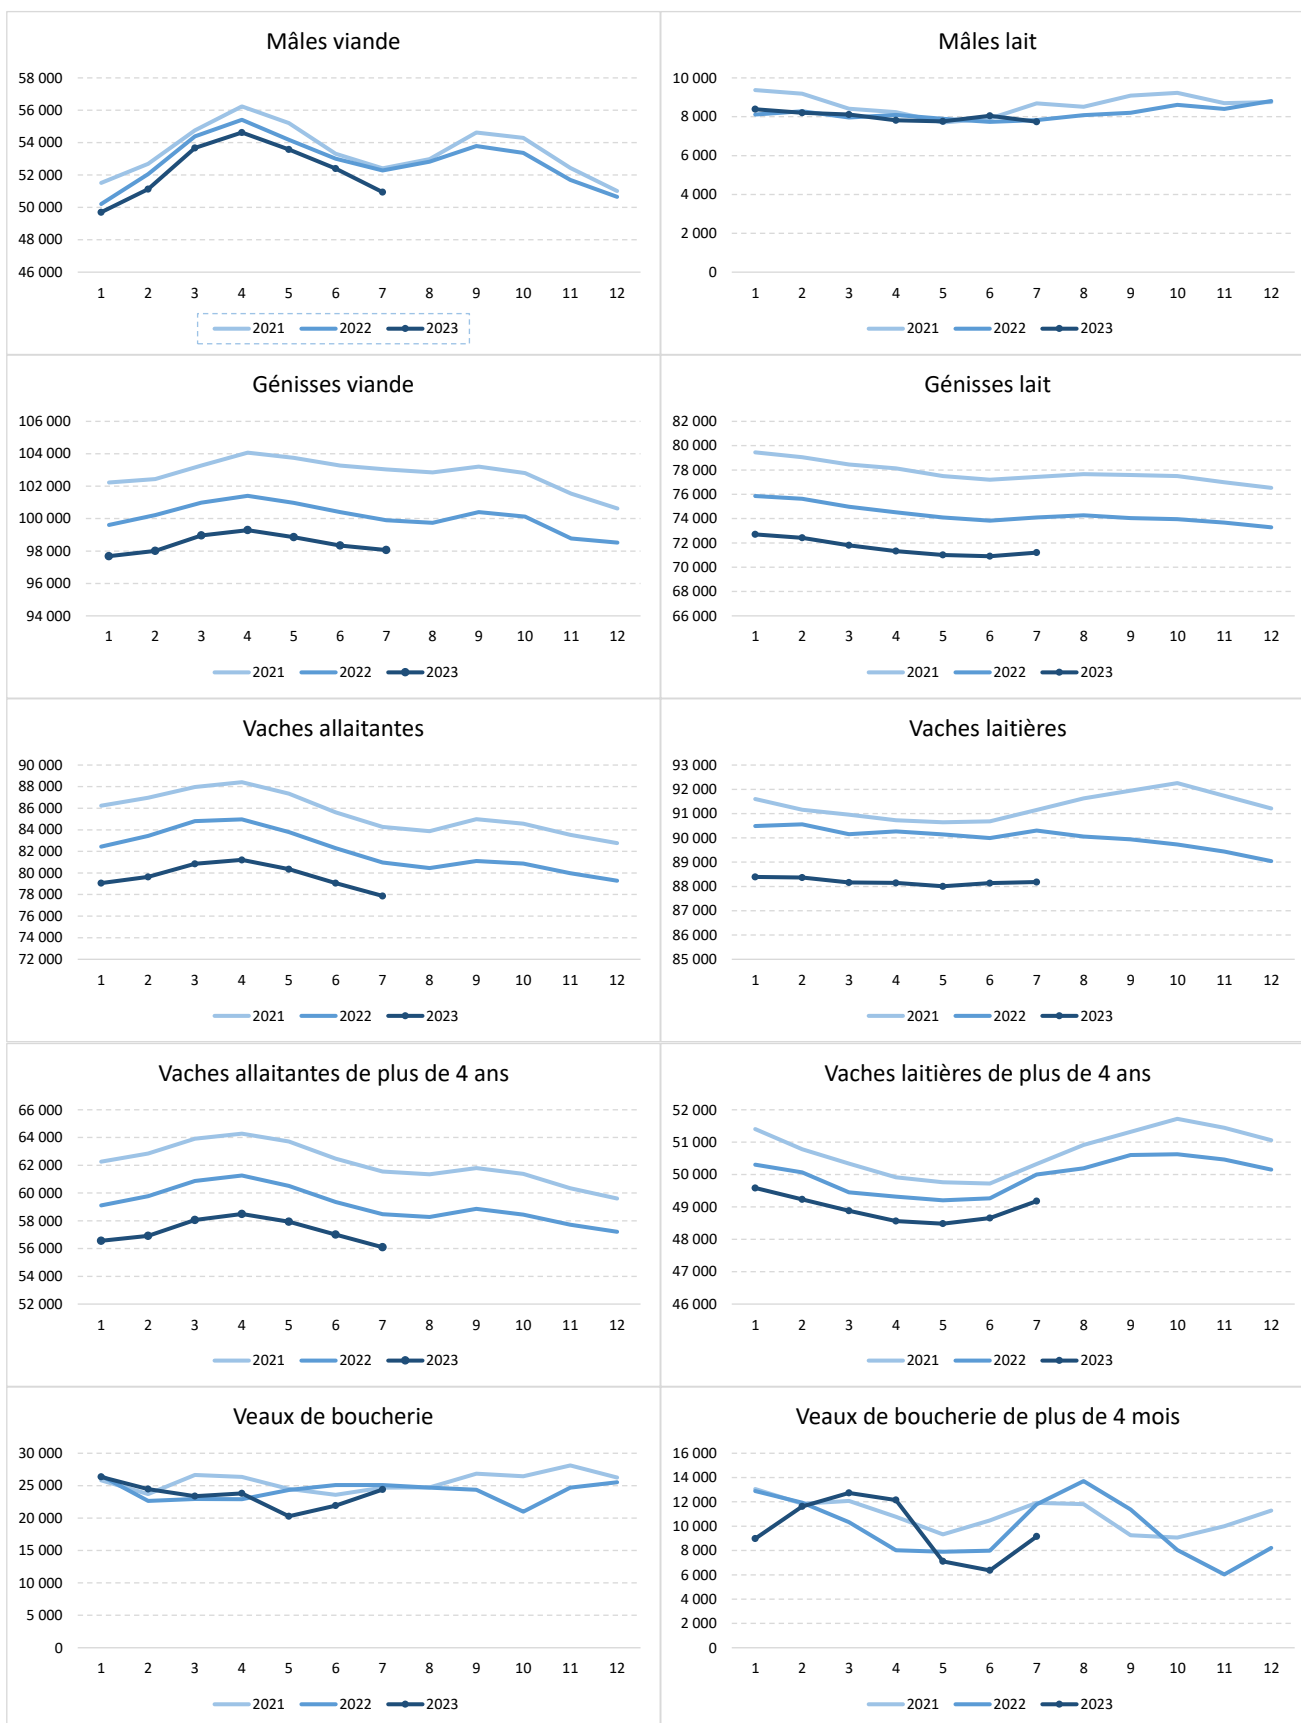 Mâles viande
58 000
56 000
54 000
52 000
50 000
48 000
46 000
1 2 3 4 5 6 7 8 9 10 11 12
2021 2022 2023
Mâles lait
10 000
8 000
6 000
4 000
2 000
0
1 2 3 4 5 6 7 8 9 10 11 12
2021 2022 2023
Génisses viande
106 000
104 000
102 000
100 000
98 000
96 000
94 000
1 2 3 4 5 6 7 8 9 10 11 12
2021 2022 2023
Génisses lait
82 000
80 000
78 000
76 000
74 000
72 000
70 000
68 000
66 000
1 2 3 4 5 6 7 8 9 10 11 12
2021 2022 2023
Vaches allaitantes
90 000
88 000
86 000
84 000
82 000
80 000
78 000
76 000
74 000
72 000
1 2 3 4 5 6 7 8 9 10 11 12
2021 2022 2023
Vaches laitières
93 000
92 000
91 000
90 000
89 000
88 000
87 000
86 000
85 000
1 2 3 4 5 6 7 8 9 10 11 12
2021 2022 2023
Vaches allaitantes de plus de 4 ans
66 000
64 000
62 000
60 000
58 000
56 000
54 000
52 000
1 2 3 4 5 6 7 8 9 10 11 12
2021 2022 2023
Vaches laitières de plus de 4 ans
52 000
51 000
50 000
49 000
48 000
47 000
46 000
1 2 3 4 5 6 7 8 9 10 11 12
2021 2022 2023
Veaux de boucherie
30 000
25 000
20 000
15 000
10 000
5 000
0
1 2 3 4 5 6 7 8 9 10 11 12
2021 2022 2023
Veaux de boucherie de plus de 4 mois
16 000
14 000
12 000
10 000
8 000
6 000
4 000
2 000
0
1 2 3 4 5 6 7 8 9 10 11 12
2021 2022 2023